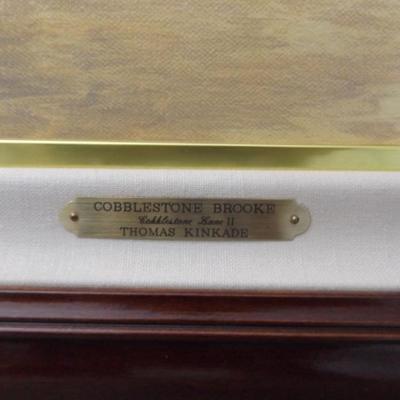 COBBLESTONE BROOKE
Cobblestone Lane II
THOMAS KINKADE